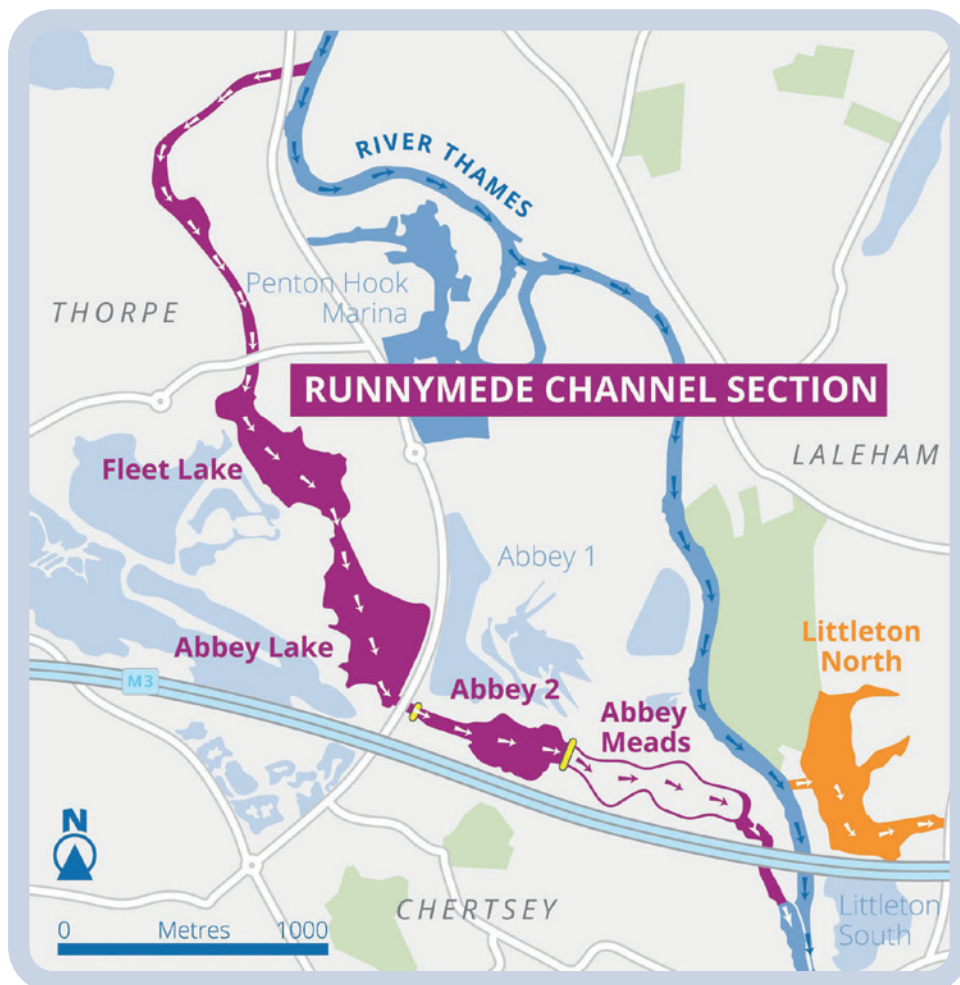 RIVER THAMES
Penton Hook
Marina
THORPE
RUNNYMEDE CHANNEL SECTION
LALEHAM
Fleet Lake
Abbey 1
Littleton
North
Abbey Lake
M3
Abbey 2
Abbey
Meads
N
CHERTSEY
Littleton
South
0 Metres 1000